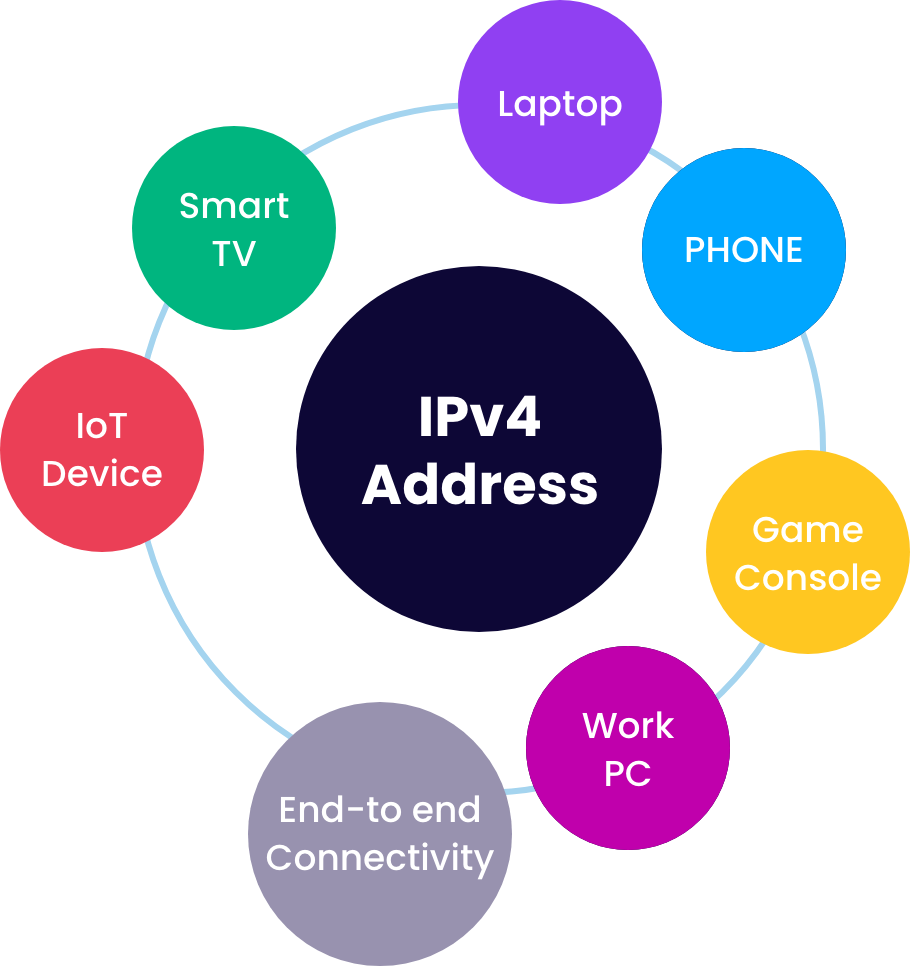 Laptop
Smart
TV
PHONE
IPv4
Address
IoT
Device
Game
Console
Work
PC
End-to end
Connectivity